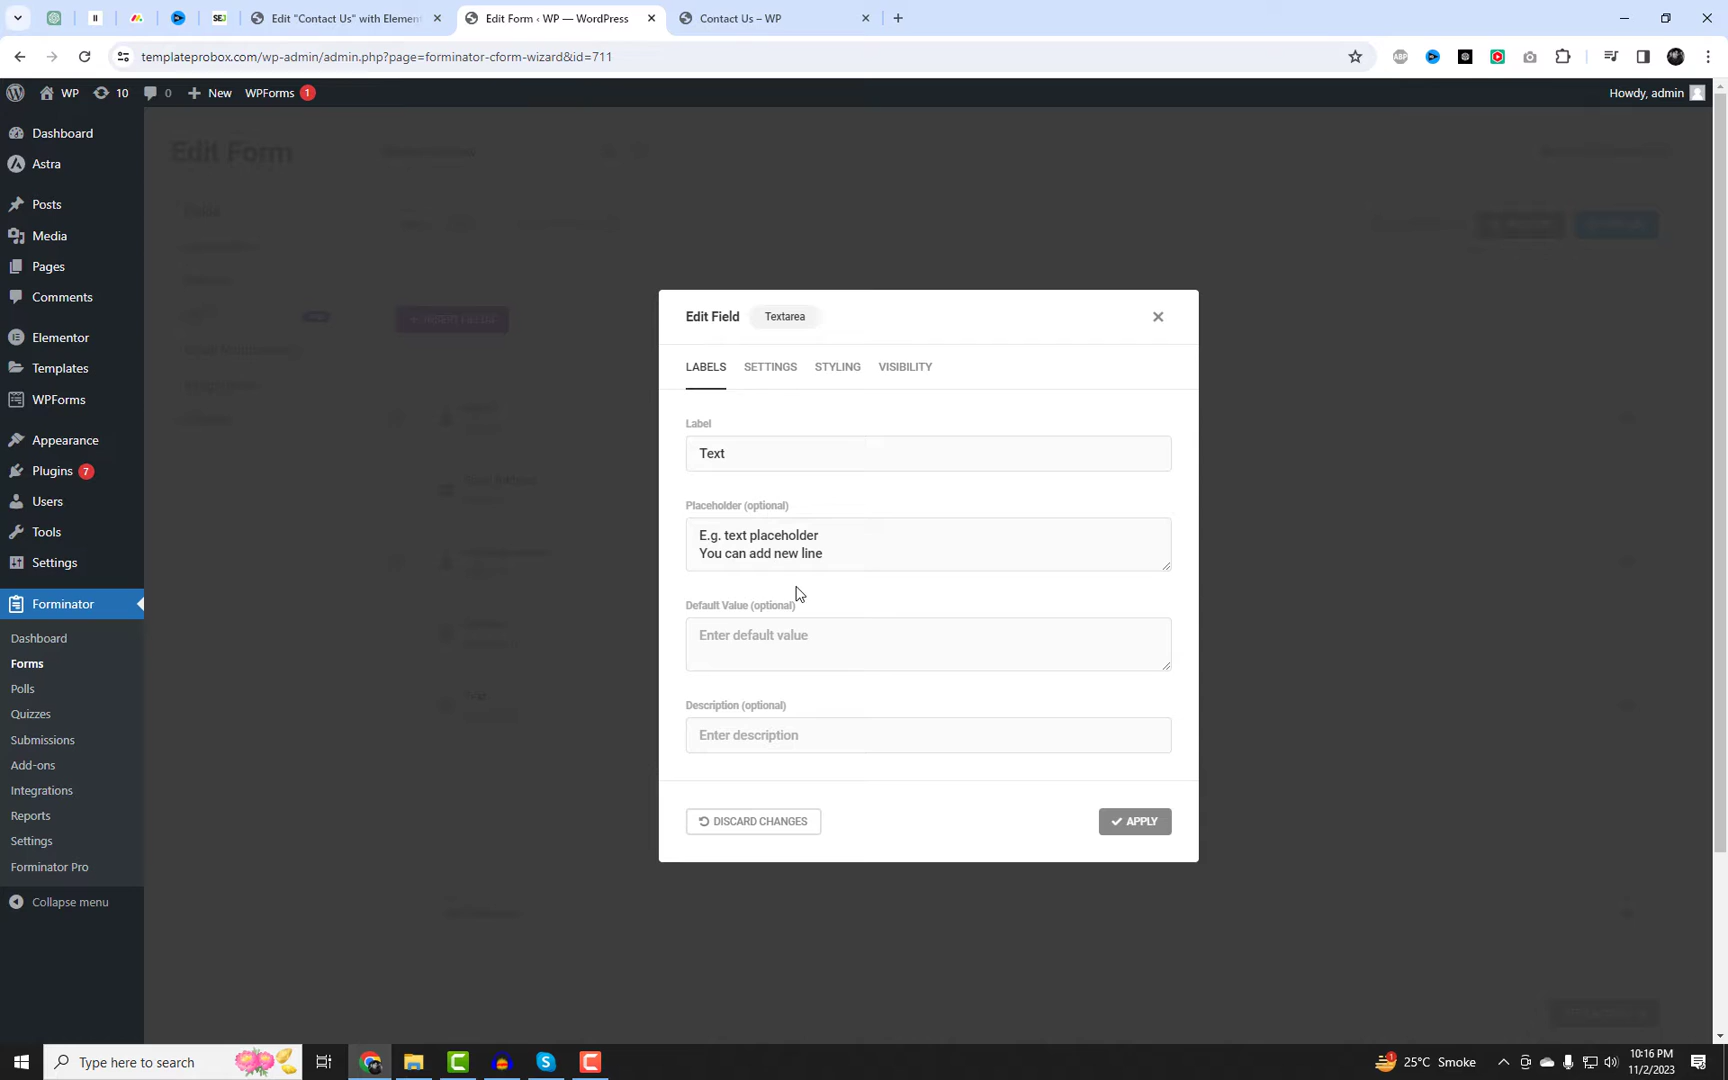 SEJ
Edit "Contact Us" with Elemen
Edit Form ‹ WP — WordPress
Contact Us – WP
templateprobox.com/wp-admin/admin.php?page=forminator-cform-wizard&id=711
ABP
WP
10
0
New
WPForms 1
Howdy, admin
Dashboard
Astra
Posts
Media
Pages
Comments
Elementor
Templates
WPForms
Appearance
Plugins 7
Users
Tools
Settings
Forminator
Dashboard
Forms
Polls
Quizzes
Submissions
Add-ons
Integrations
Reports
Settings
Forminator Pro
Collapse menu
Edit Form
Fields
Edit Field Textarea
LABELS SETTINGS STYLING VISIBILITY
Label
Text
Placeholder (optional)
E.g. text placeholder
You can add new line
Default Value (optional)
Enter default value
Description (optional)
Enter description
DISCARD CHANGES
APPLY
Type here to search
25°C Smoke
10:16 PM
11/2/2023